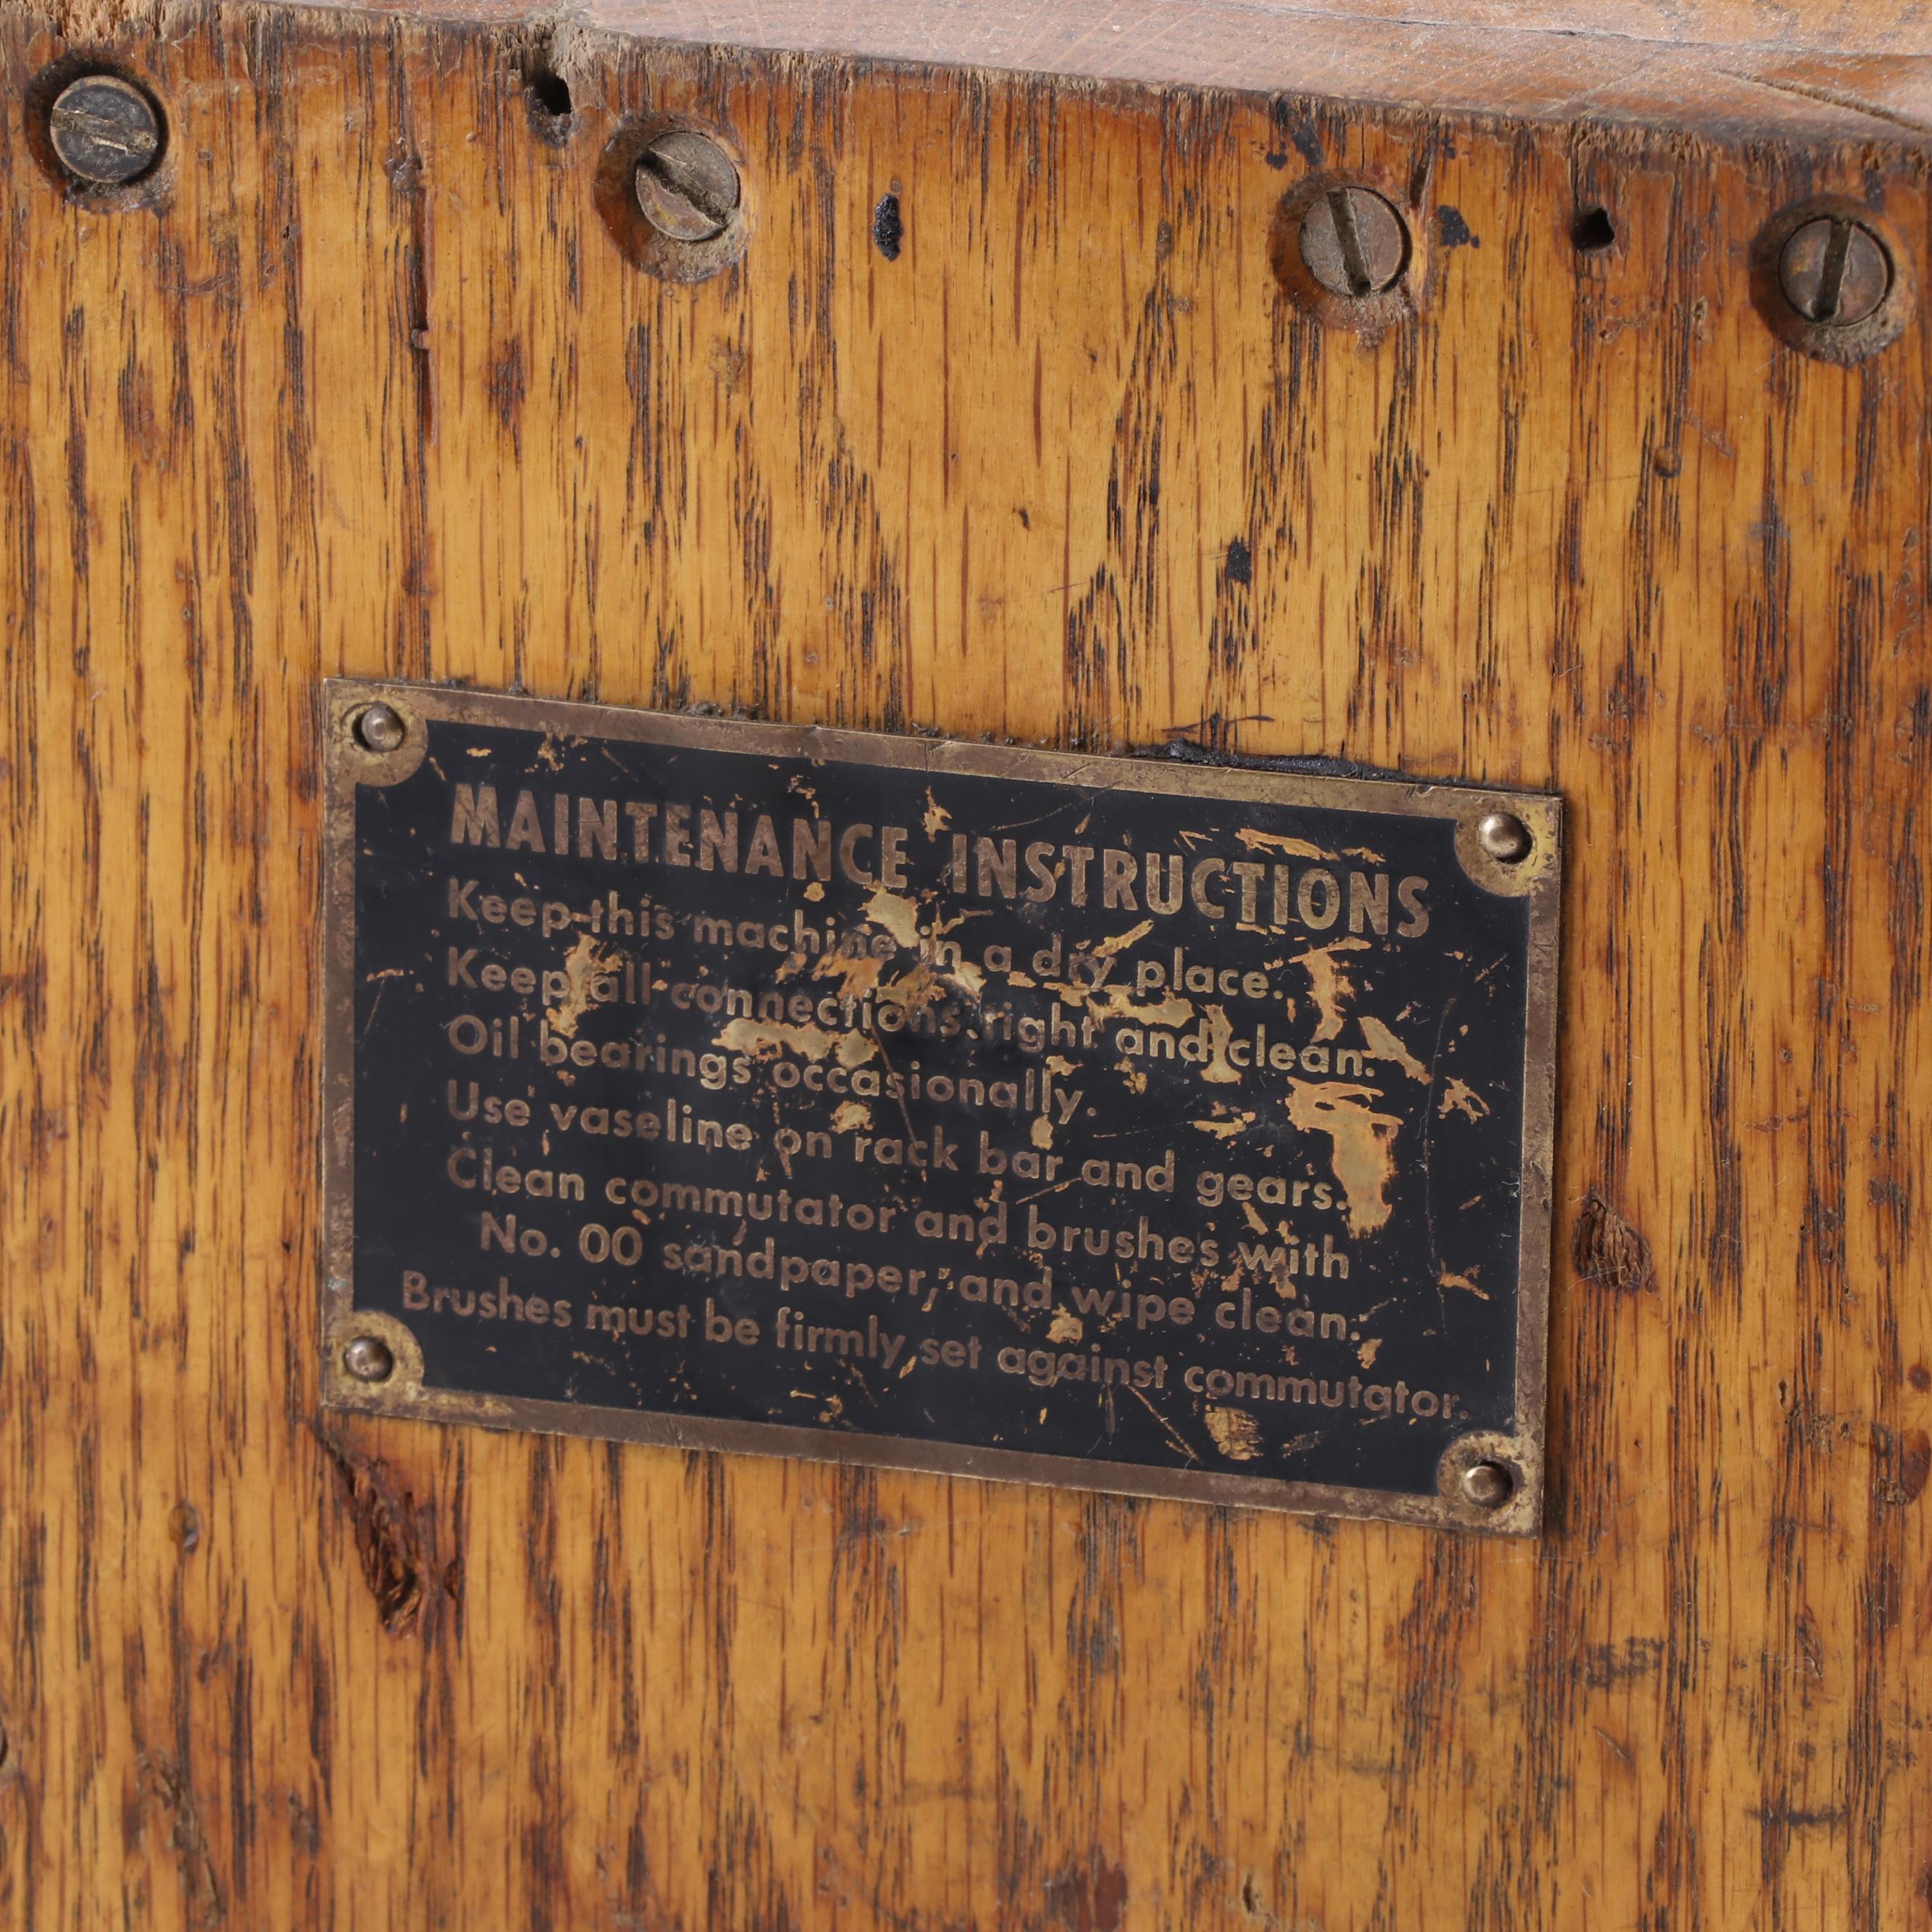 MAINTENANCE INSTRUCTIONS
Keep this machine in a dry place.
Keep all connections tight and clean.
Oil bearings occasionally.
Use vaseline on rack bar and gears.
Clean commutator and brushes with
No. 00 sandpaper, and wipe clean.
Brushes must be firmly set against commutator.